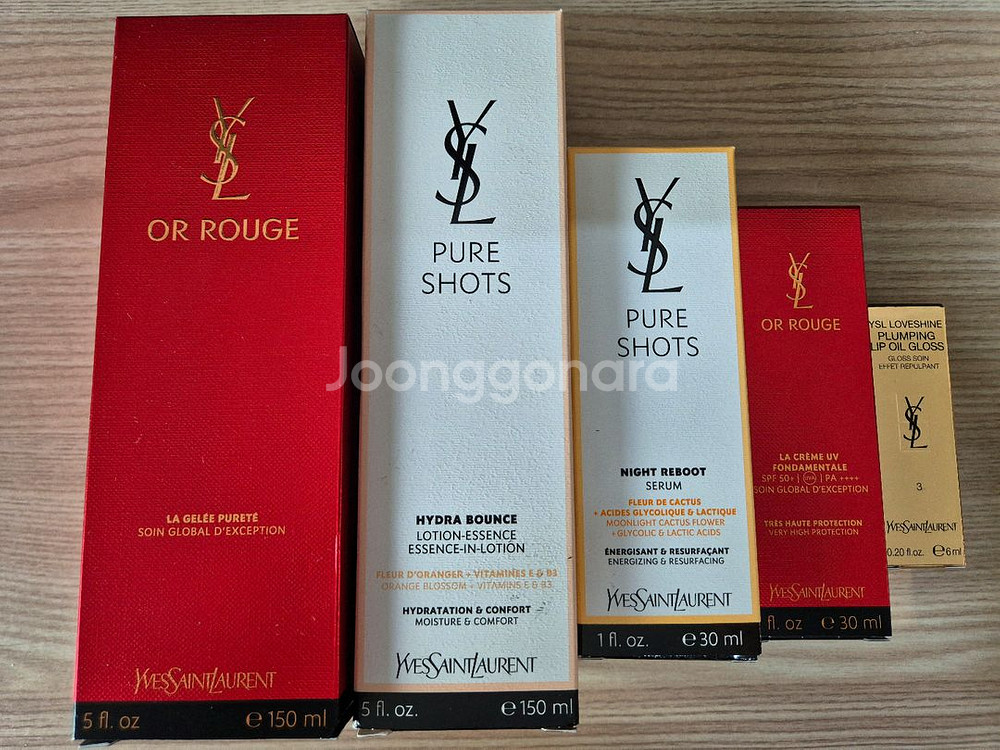 YSL
OR ROUGE
LA GELÉE PURETÉ
SOIN GLOBAL D'EXCEPTION
YVESSAINTLAURENT
5 fl. oz
e 150 ml
YSL
PURE
SHOTS
HYDRA BOUNCE
LOTION-ESSENCE
ESSENCE-IN-LOTION
FLEUR D'ORANGER + VITAMINES E & B3
ORANGE BLOSSOM + VITAMINS E & B3
HYDRATATION & CONFORT
MOISTURE & COMFORT
YVESSAINTLAURENT
5 fl. oz.
e 150 ml
YSL
PURE
SHOTS
NIGHT REBOOT
SERUM
FLEUR DE CACTUS
+ ACIDES GLYCOLIQUE & LACTIQUE
MOONLIGHT CACTUS FLOWER
+ GLYCOLIC & LACTIC ACIDS
ÉNERGISANT & RESURFAÇANT
ENERGIZING & RESURFACING
YVESSAINTLAURENT
1 fl. oz.
e 30 ml
YSL
OR ROUGE
LA CRÈME UV
FONDAMENTALE
SPF 50+ | UVA | PA ++++
SOIN GLOBAL D'EXCEPTION
TRÈS HAUTE PROTECTION
VERY HIGH PROTECTION
YVESSAINTLAURENT
fl. oz
e 30 ml
YSL LOVESHINE
PLUMPING
LIP OIL GLOSS
GLOSS SOIN
EFFET REPULPANT
YSL
3
YVESSAINTLAURENT
0.20 fl.oz.
e 6 ml
Joonggonara